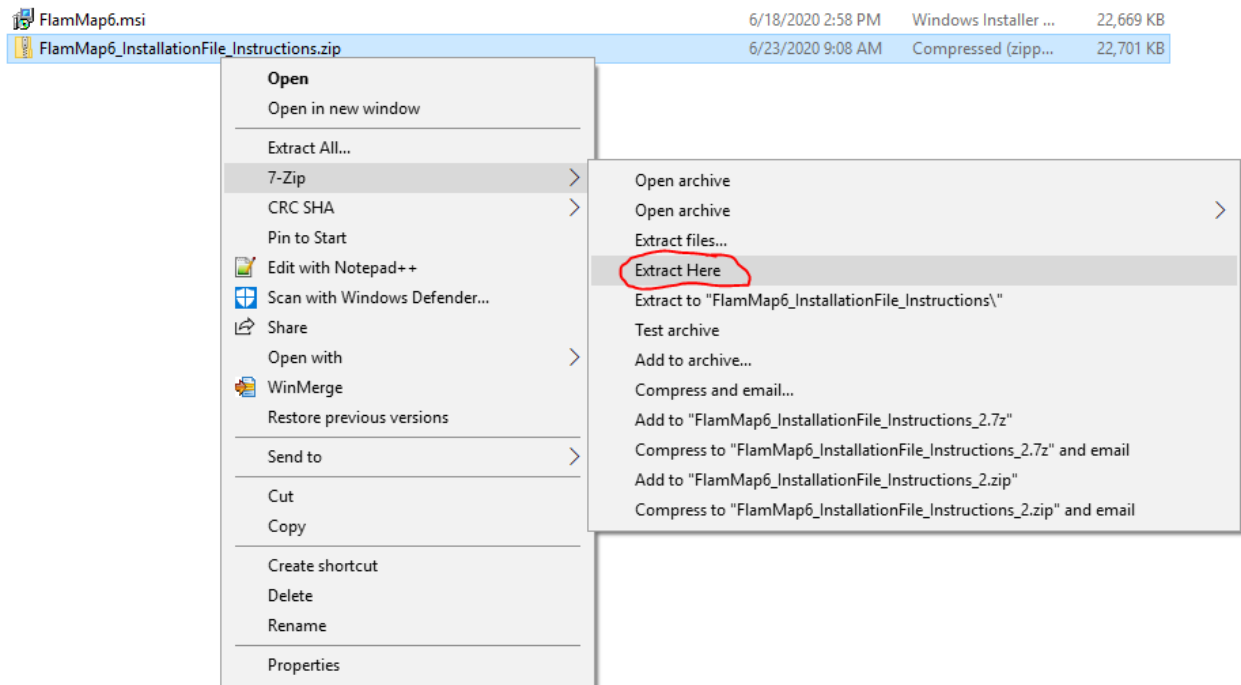 FlamMap6.msi 6/18/2020 2:58 PM Windows Installer ... 22,669 KB
FlamMap6_InstallationFile_Instructions.zip 6/23/2020 9:08 AM Compressed (zipp... 22,701 KB
Open
Open in new window
Extract All...
7-Zip
CRC SHA
Pin to Start
Edit with Notepad++
Scan with Windows Defender...
Share
Open with
WinMerge
Restore previous versions
Send to
Cut
Copy
Create shortcut
Delete
Rename
Properties
Open archive
Open archive
Extract files...
Extract Here
Extract to "FlamMap6_InstallationFile_Instructions\"
Test archive
Add to archive...
Compress and email...
Add to "FlamMap6_InstallationFile_Instructions_2.7z"
Compress to "FlamMap6_InstallationFile_Instructions_2.7z" and email
Add to "FlamMap6_InstallationFile_Instructions_2.zip"
Compress to "FlamMap6_InstallationFile_Instructions_2.zip" and email